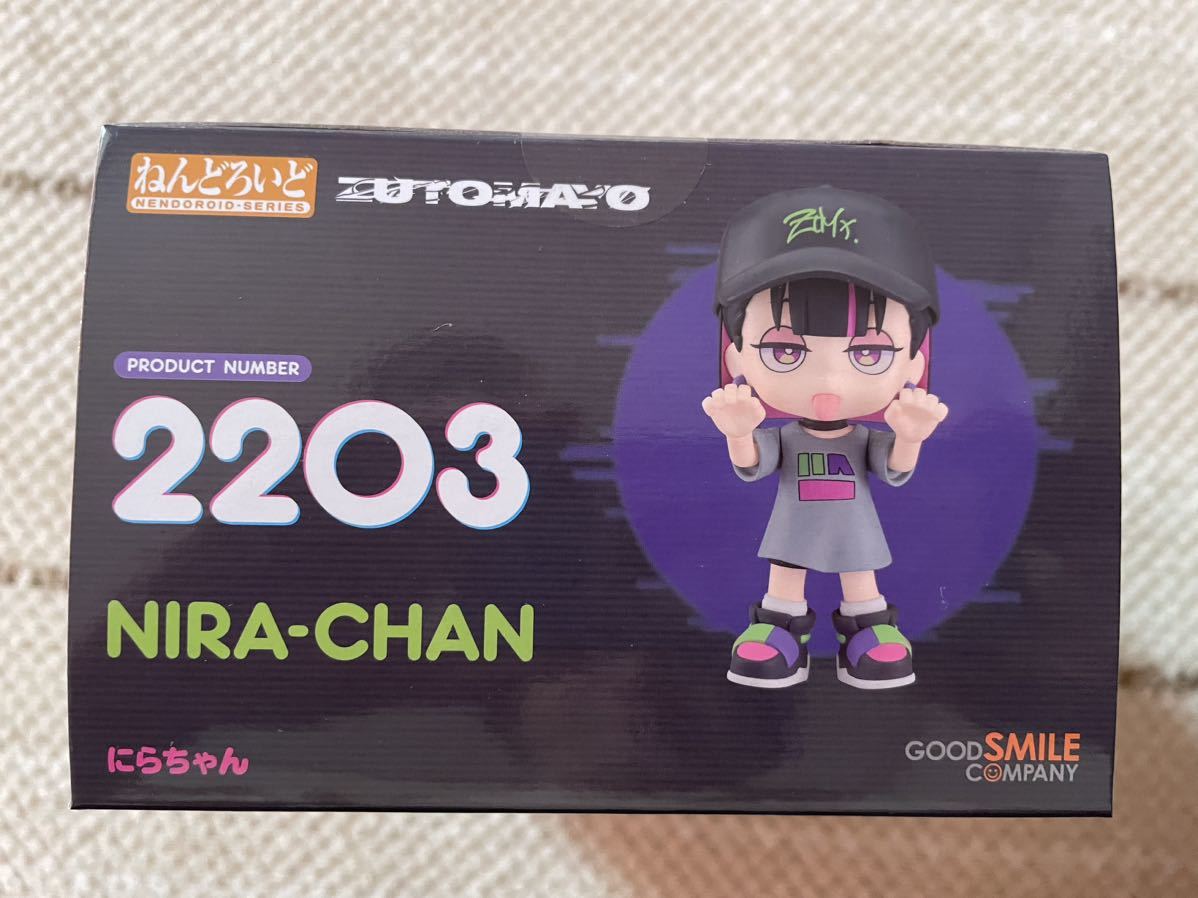 ねんどろいど
NENDOROID-SERIES
ZUTOMAYO
ZtMy.
PRODUCT NUMBER
2203
NIRA-CHAN
にらちゃん
GOOD SMILE
COMPANY